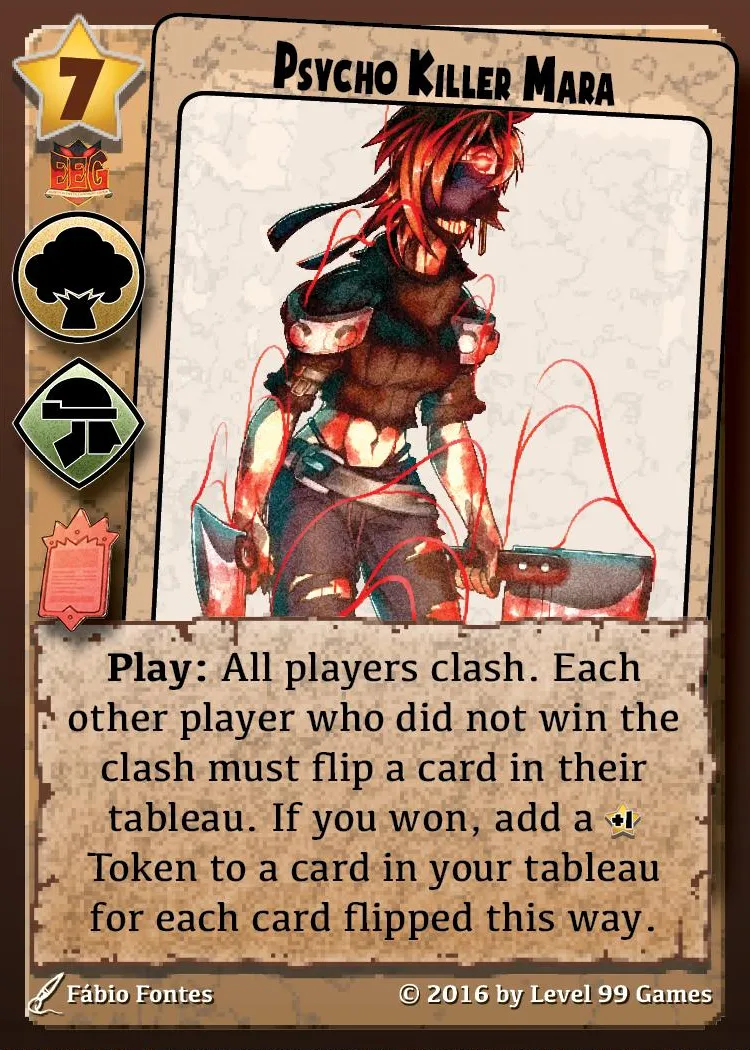 7
Psycho Killer Mara
EEG
Play: All players clash. Each
other player who did not win the
clash must flip a card in their
tableau. If you won, add a +1
Token to a card in your tableau
for each card flipped this way.
Fábio Fontes
© 2016 by Level 99 Games